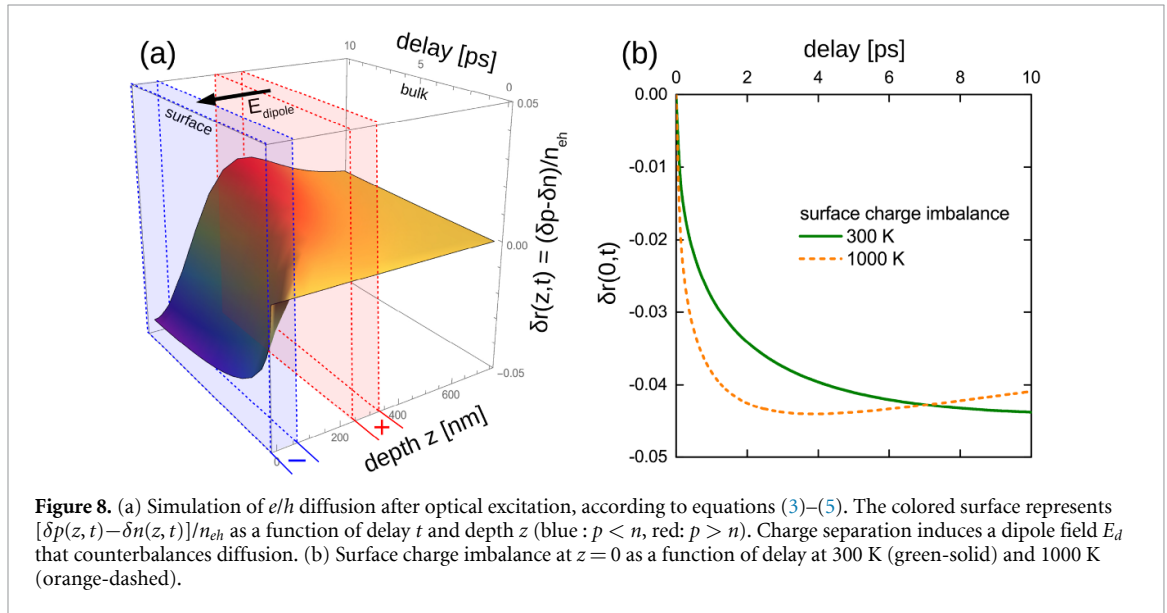 (a)
delay [ps]
10
5
0
bulk
E_dipole
surface
0.05
0.00
−0.05
δr(z,t) = (δp-δn)/n_eh
0
200
400
600
depth z [nm]
−
+
(b)
delay [ps]
0 2 4 6 8 10
0.00
-0.01
-0.02
-0.03
-0.04
-0.05
δr(0,t)
surface charge imbalance
300 K
1000 K
Figure 8. (a) Simulation of e/h diffusion after optical excitation, according to equations (3)–(5). The colored surface represents
[δp(z, t)−δn(z, t)]/n_eh as a function of delay t and depth z (blue : p < n, red: p > n). Charge separation induces a dipole field E_d
that counterbalances diffusion. (b) Surface charge imbalance at z = 0 as a function of delay at 300 K (green-solid) and 1000 K
(orange-dashed).